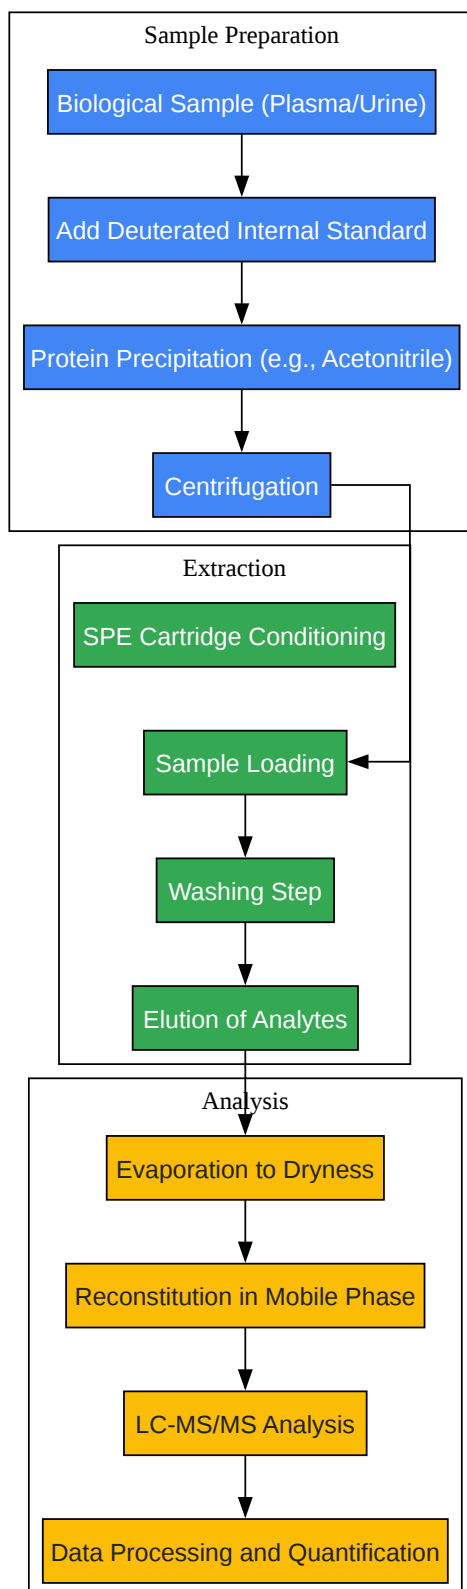 Sample Preparation
Biological Sample (Plasma/Urine)
Add Deuterated Internal Standard
Protein Precipitation (e.g., Acetonitrile)
Centrifugation
Extraction
SPE Cartridge Conditioning
Sample Loading
Washing Step
Elution of Analytes
Analysis
Evaporation to Dryness
Reconstitution in Mobile Phase
LC-MS/MS Analysis
Data Processing and Quantification